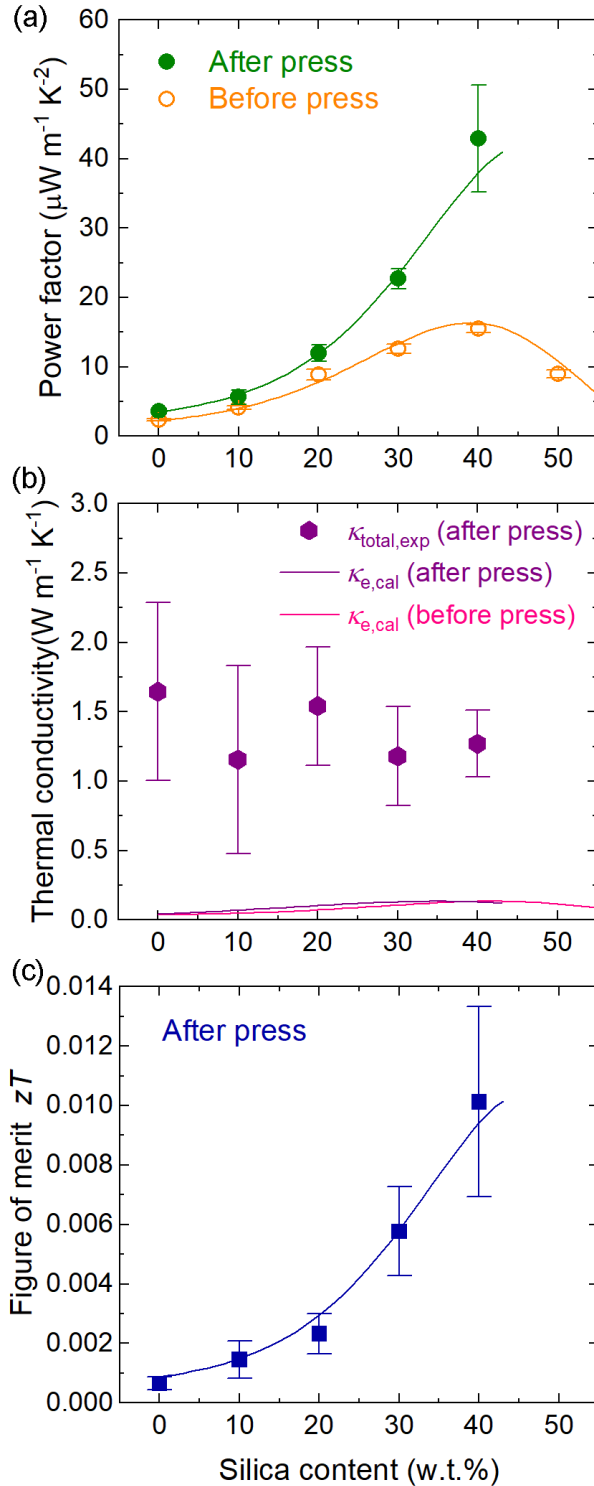 (a)
60
50
40
30
20
10
0
Power factor (μW m⁻¹ K⁻²)
After press
Before press
0 10 20 30 40 50
(b)
3.0
2.5
2.0
1.5
1.0
0.5
0.0
Thermal conductivity(W m⁻¹ K⁻¹)
κtotal,exp (after press)
κe,cal (after press)
κe,cal (before press)
0 10 20 30 40 50
(c)
0.014
0.012
0.010
0.008
0.006
0.004
0.002
0.000
Figure of merit zT
After press
0 10 20 30 40 50
Silica content (w.t.%)